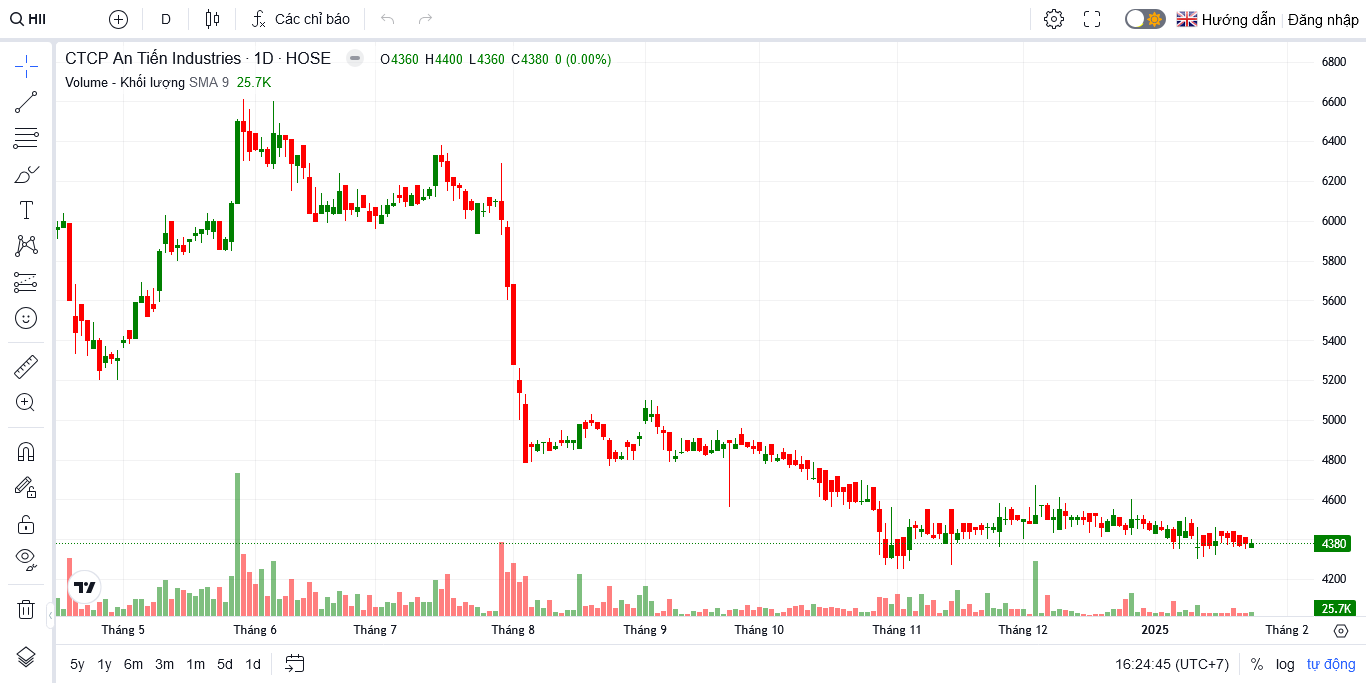 HII D Các chỉ báo Hướng dẫn Đăng nhập
CTCP An Tiến Industries · 1D · HOSE O4360 H4400 L4360 C4380 0 (0.00%)
Volume - Khối lượng SMA 9 25.7K
6800
6600
6400
6200
6000
5800
5600
5400
5200
5000
4800
4600
4380
4200
25.7K
Tháng 5 Tháng 6 Tháng 7 Tháng 8 Tháng 9 Tháng 10 Tháng 11 Tháng 12 2025 Tháng 2
5y 1y 6m 3m 1m 5d 1d 16:24:45 (UTC+7) % log tự động